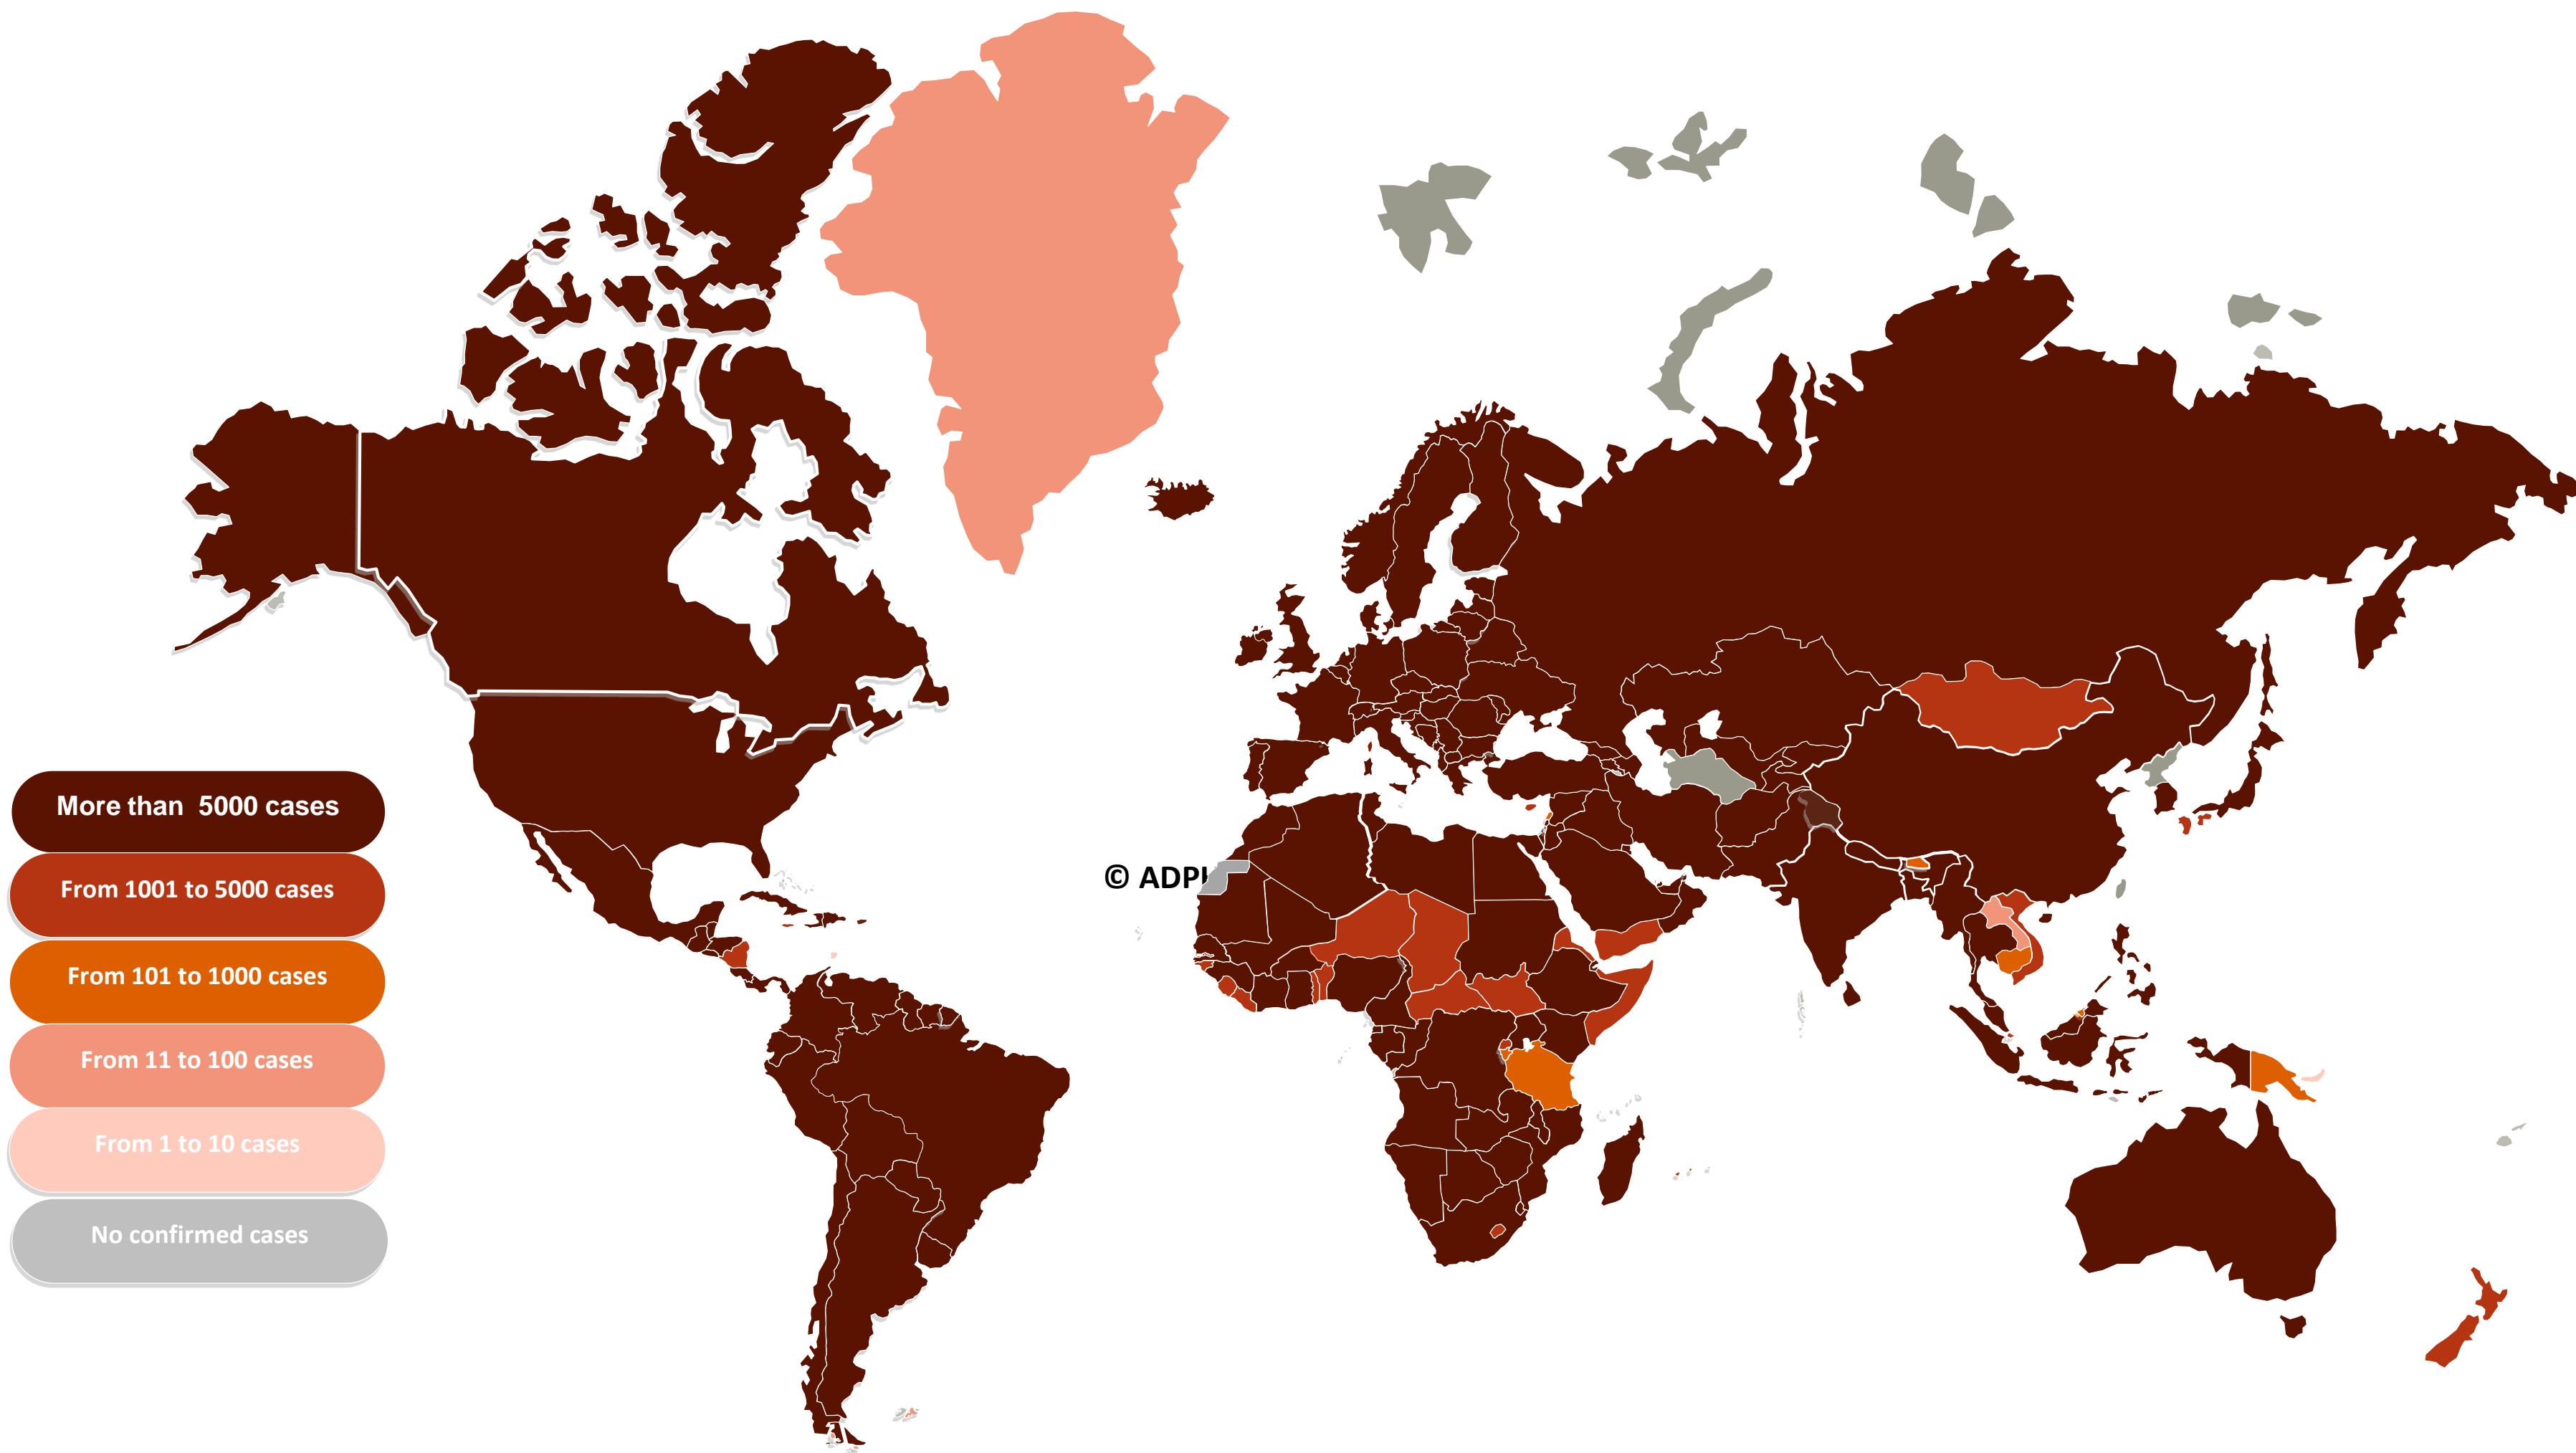 More than  5000 cases
From 1001 to 5000 cases
From 101 to 1000 cases
From 11 to 100 cases
From 1 to 10 cases
No confirmed cases
©